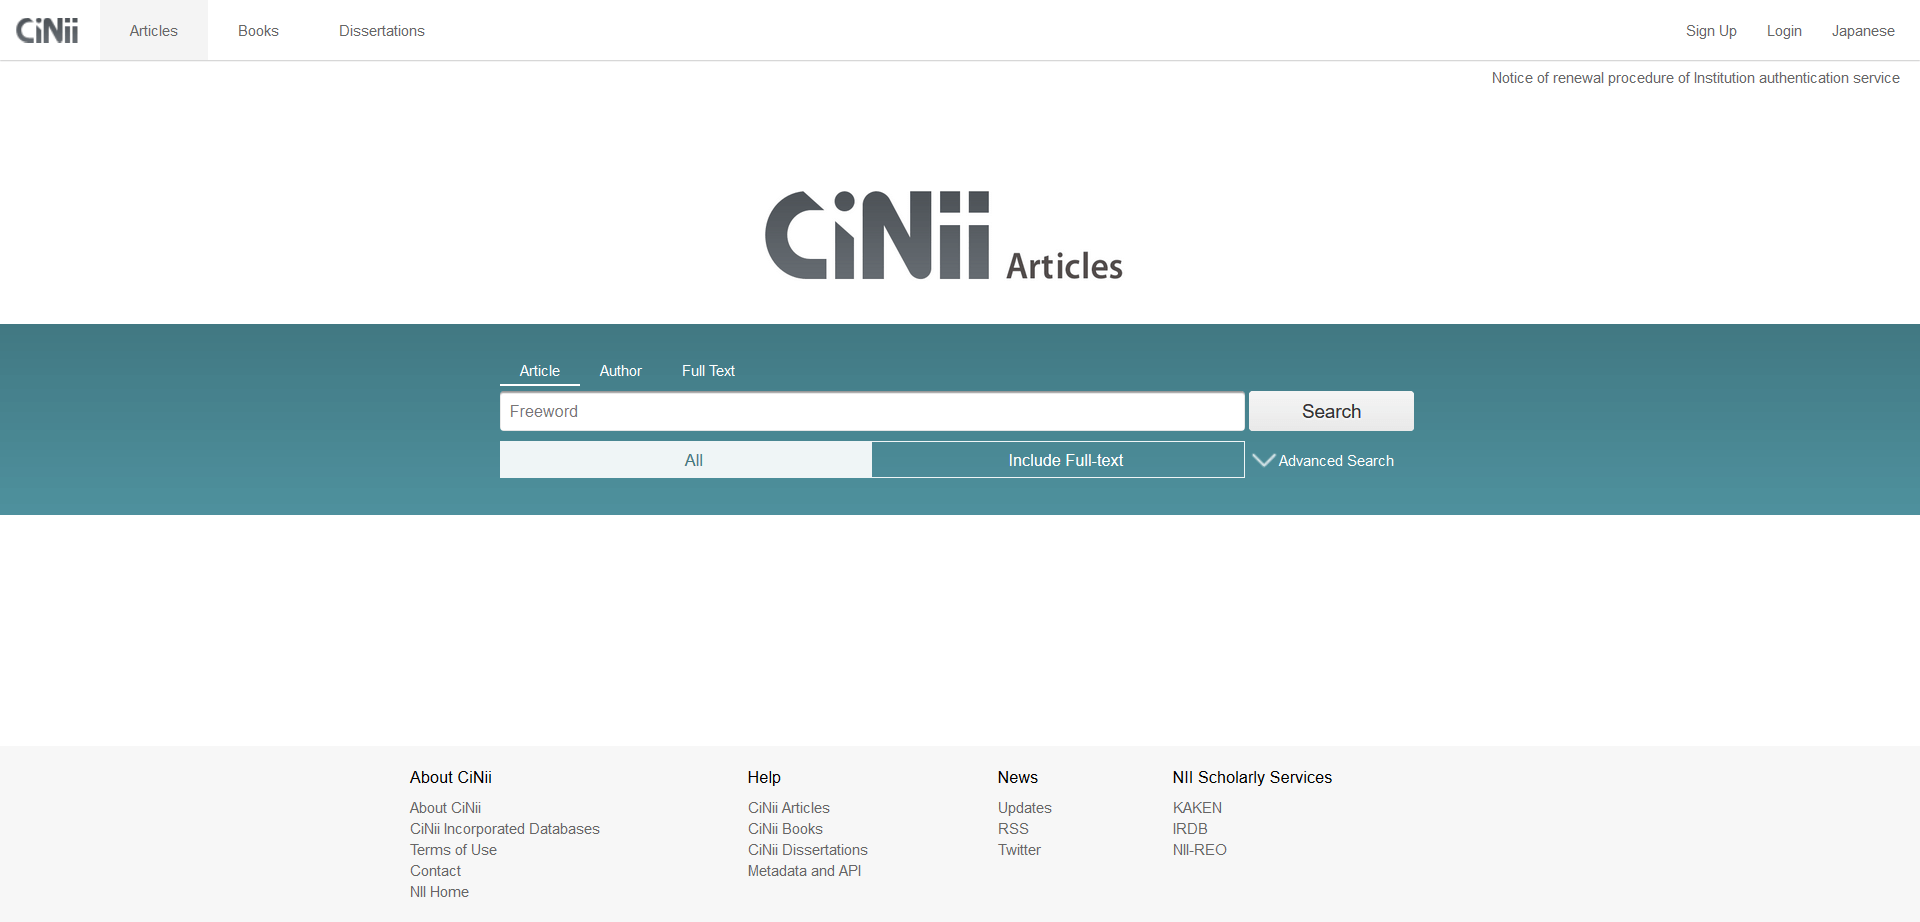 CiNii Articles Books Dissertations Sign Up Login Japanese
Notice of renewal procedure of Institution authentication service
CiNii Articles
Article Author Full Text
Freeword Search
All Include Full-text Advanced Search
About CiNii
About CiNii
CiNii Incorporated Databases
Terms of Use
Contact
NII Home
Help
CiNii Articles
CiNii Books
CiNii Dissertations
Metadata and API
News
Updates
RSS
Twitter
NII Scholarly Services
KAKEN
IRDB
NII-REO